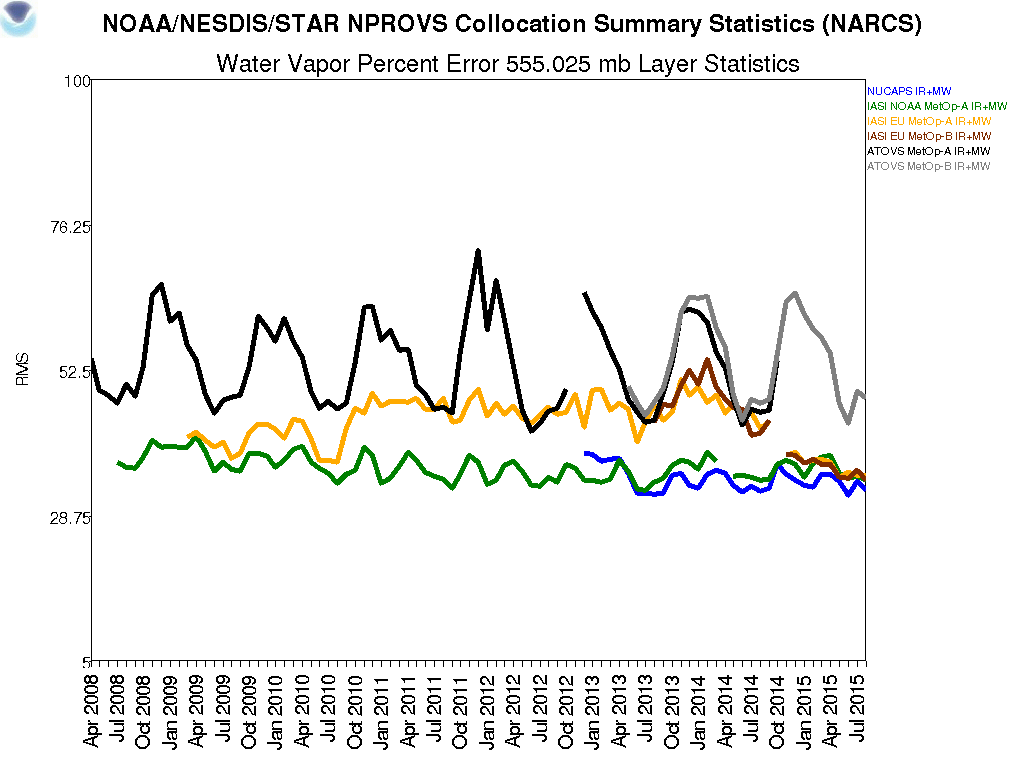 NOAA/NESDIS/STAR NPROVS Collocation Summary Statistics (NARCS)
Water Vapor Percent Error 555.025 mb Layer Statistics
100
76.25
52.5
28.75
5
RMS
NUCAPS IR+MW
IASI NOAA MetOp-A IR+MW
IASI EU MetOp-A IR+MW
IASI EU MetOp-B IR+MW
ATOVS MetOp-A IR+MW
ATOVS MetOp-B IR+MW
Apr 2008
Jul 2008
Oct 2008
Jan 2009
Apr 2009
Jul 2009
Oct 2009
Jan 2010
Apr 2010
Jul 2010
Oct 2010
Jan 2011
Apr 2011
Jul 2011
Oct 2011
Jan 2012
Apr 2012
Jul 2012
Oct 2012
Jan 2013
Apr 2013
Jul 2013
Oct 2013
Jan 2014
Apr 2014
Jul 2014
Oct 2014
Jan 2015
Apr 2015
Jul 2015